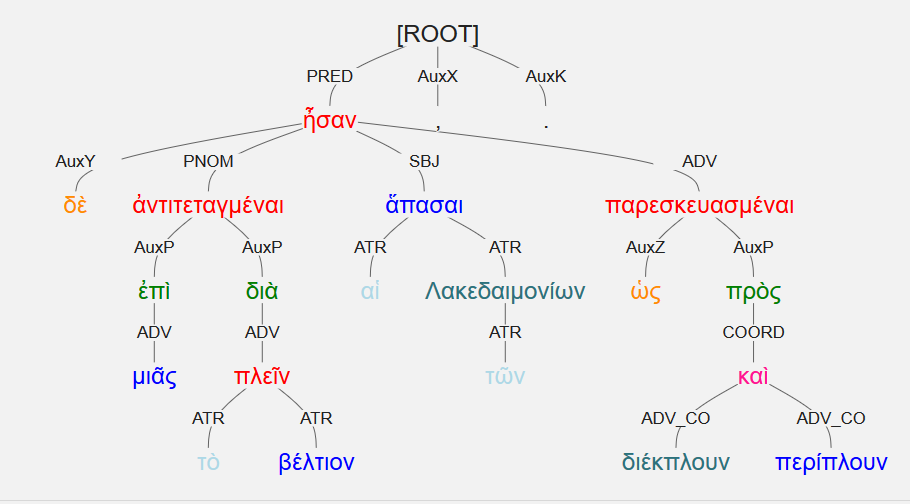 [ROOT]
PRED AuxX AuxK
ἦσαν , .
AuxY PNOM SBJ ADV
δὲ ἀντιτεταγμέναι ἅπασαι παρεσκευασμέναι
AuxP AuxP ATR ATR AuxZ AuxP
ἐπὶ διὰ αἱ Λακεδαιμονίων ὡς πρὸς
ADV ADV ATR COORD
μιᾶς πλεῖν τῶν καὶ
ATR ATR ADV_CO ADV_CO
τὸ βέλτιον διέκπλουν περίπλουν